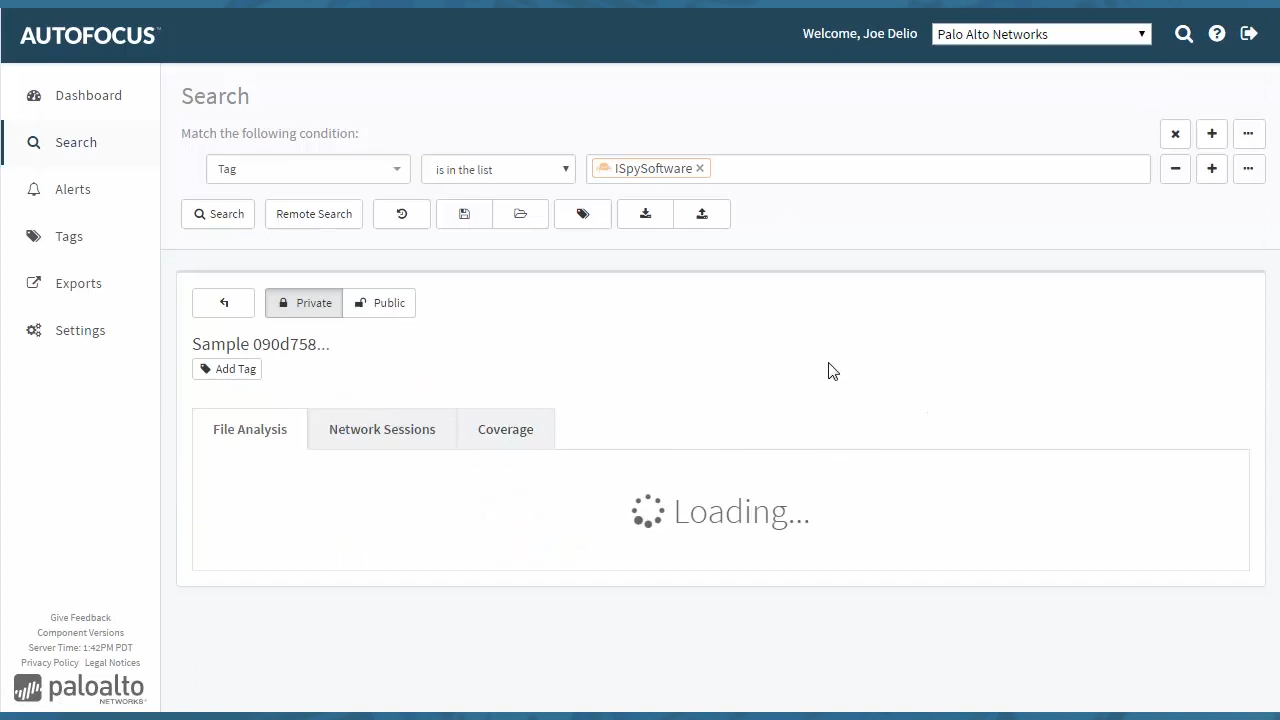 AUTOFOCUS™
Welcome, Joe Delio
Palo Alto Networks
Dashboard
Search
Alerts
Tags
Exports
Settings
Give Feedback
Component Versions
Server Time: 1:42PM PDT
Privacy Policy Legal Notices
paloalto
NETWORKS
Search
Match the following condition:
Tag
is in the list
ISpySoftware
Search
Remote Search
Private
Public
Sample 090d758...
Add Tag
File Analysis
Network Sessions
Coverage
Loading...